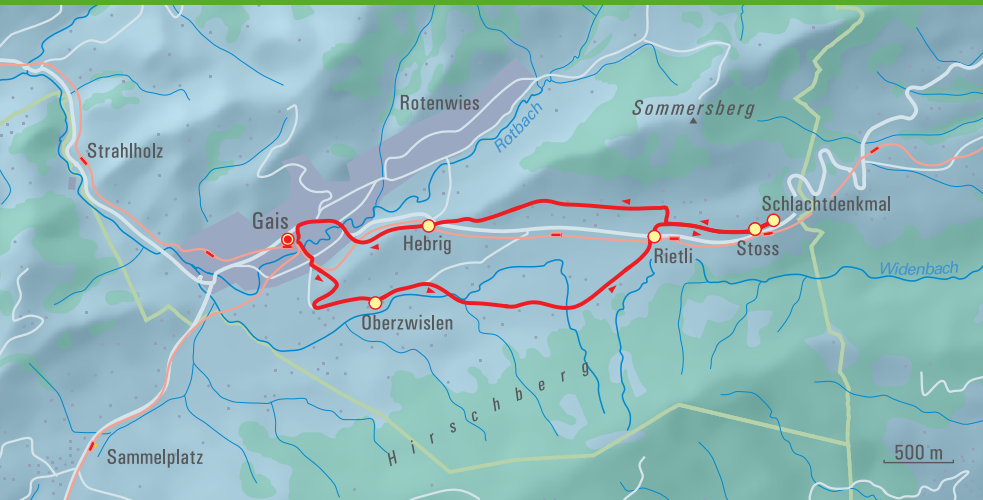 Rotenwies
Sommersberg
Rotbach
Strahlholz
Schlachtdenkmal
Gais
Hebrig
Rietli
Stoss
Widenbach
Oberzwislen
Hirschberg
Sammelplatz
500 m